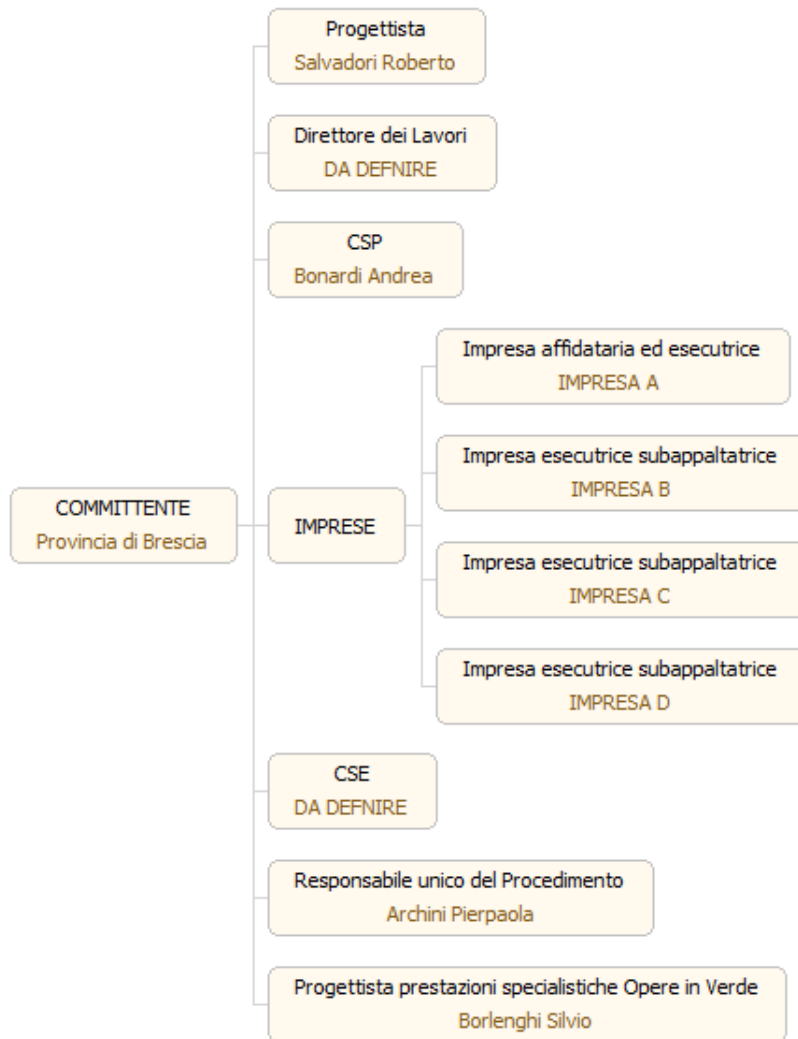 Progettista
Salvadori Roberto
Direttore dei Lavori
DA DEFNIRE
CSP
Bonardi Andrea
Impresa affidataria ed esecutrice
IMPRESA A
Impresa esecutrice subappaltatrice
IMPRESA B
COMMITTENTE
Provincia di Brescia
IMPRESE
Impresa esecutrice subappaltatrice
IMPRESA C
Impresa esecutrice subappaltatrice
IMPRESA D
CSE
DA DEFNIRE
Responsabile unico del Procedimento
Archini Pierpaola
Progettista prestazioni specialistiche Opere in Verde
Borlenghi Silvio